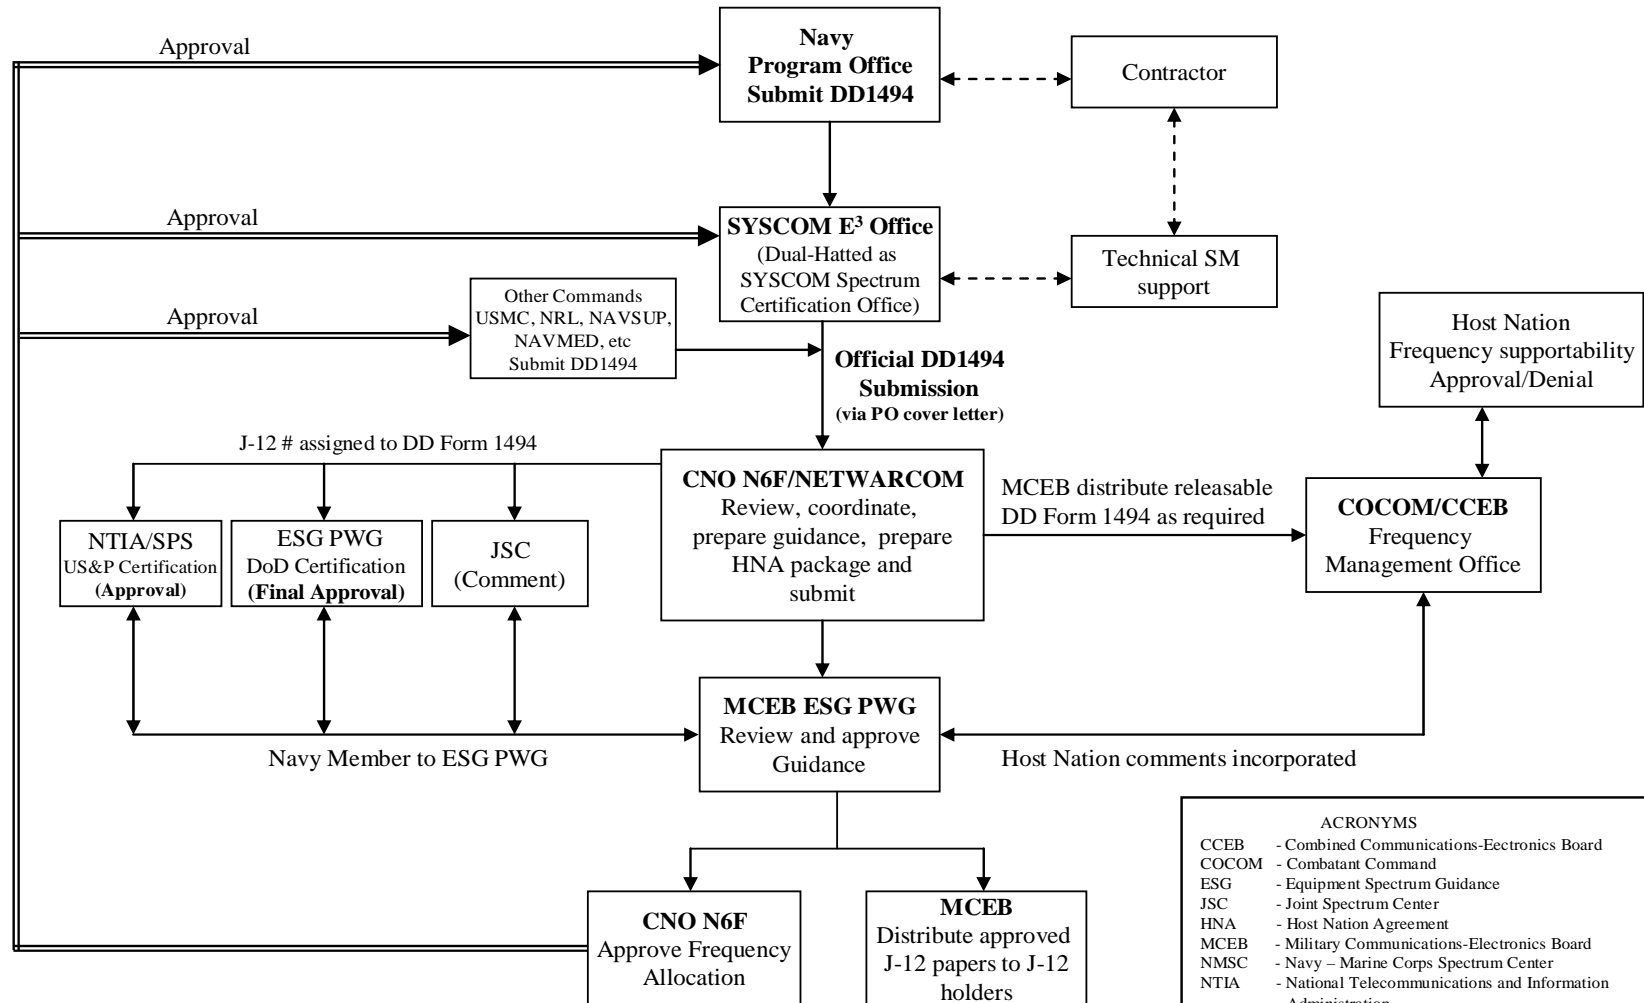 Approval
Navy
Program Office
Submit DD1494
Contractor
Approval
SYSCOM E³ Office
(Dual-Hatted as
SYSCOM Spectrum
Certification Office)
Technical SM
support
Approval
Other Commands
USMC, NRL, NAVSUP,
NAVMED, etc
Submit DD1494
Official DD1494
Submission
(via PO cover letter)
Host Nation
Frequency supportability
Approval/Denial
J-12 # assigned to DD Form 1494
NTIA/SPS
US&P Certification
(Approval)
ESG PWG
DoD Certification
(Final Approval)
JSC
(Comment)
CNO N6F/NETWARCOM
Review, coordinate,
prepare guidance, prepare
HNA package and
submit
MCEB distribute releasable
DD Form 1494 as required
COCOM/CCEB
Frequency
Management Office
Navy Member to ESG PWG
MCEB ESG PWG
Review and approve
Guidance
Host Nation comments incorporated
CNO N6F
Approve Frequency
Allocation
MCEB
Distribute approved
J-12 papers to J-12
holders
ACRONYMS
CCEB - Combined Communications-Eectronics Board
COCOM - Combatant Command
ESG - Equipment Spectrum Guidance
JSC - Joint Spectrum Center
HNA - Host Nation Agreement
MCEB - Military Communications-Electronics Board
NMSC - Navy – Marine Corps Spectrum Center
NTIA - National Telecommunications and Information
Administration